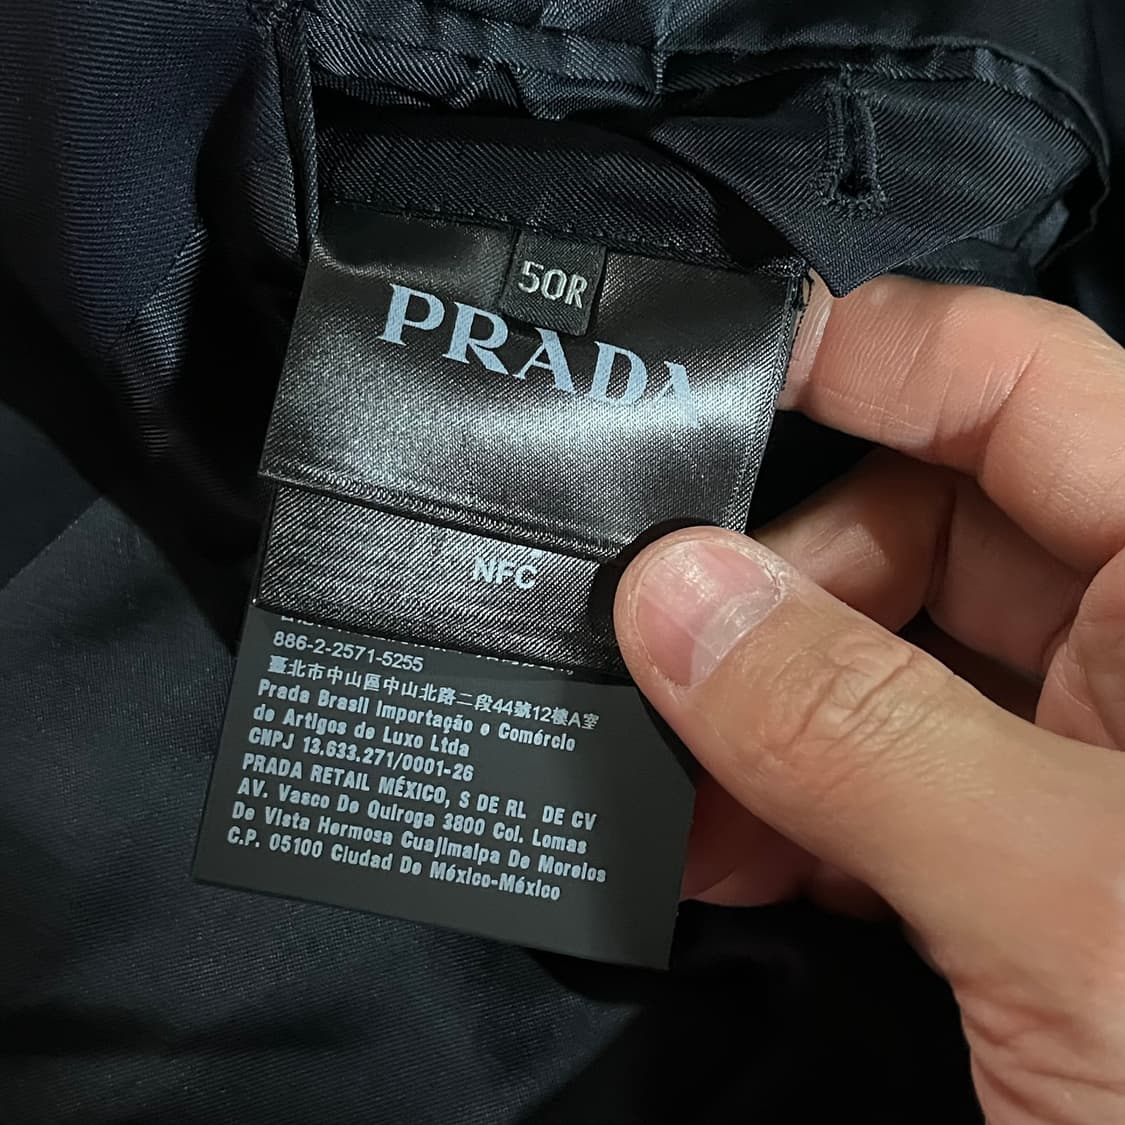 50R
PRADA
NFC
886-2-2571-5255
臺北市中山區中山北路二段44號12樓A室
Prada Brasil Importação e Comércio
de Artigos de Luxo Ltda
CNPJ 13.633.271/0001-26
PRADA RETAIL MÉXICO, S DE RL DE CV
AV. Vasco De Quiroga 3800 Col. Lomas
De Vista Hermosa Cuajimalpa De Morelos
C.P. 05100 Ciudad De México-México